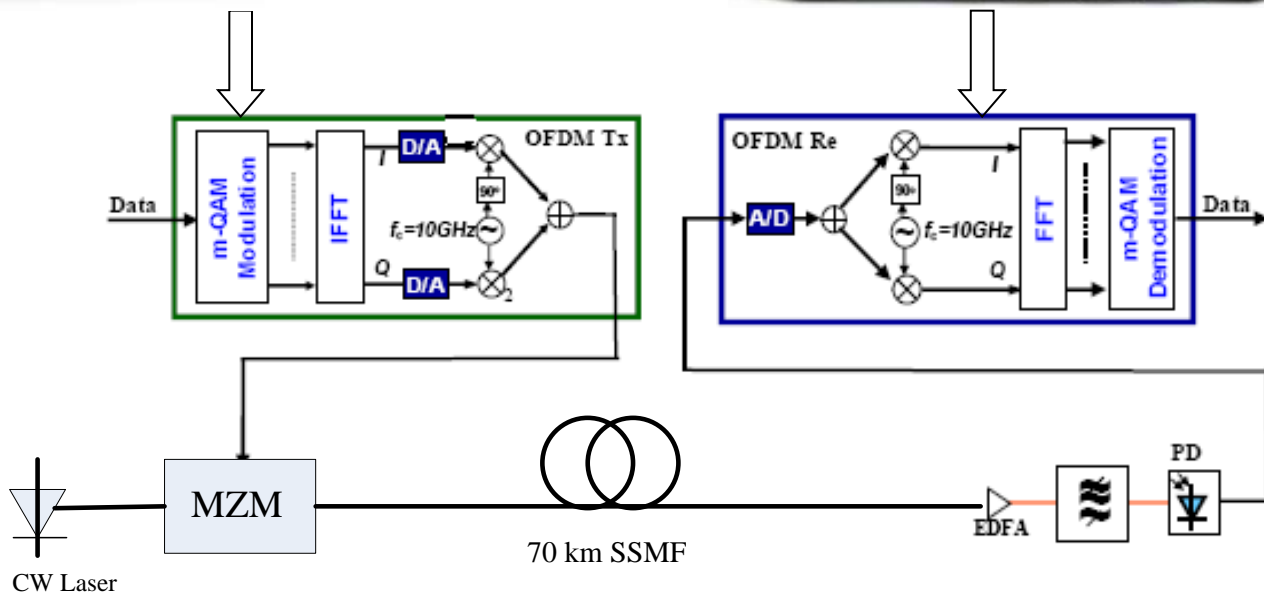 OFDM Tx
Data
m-QAM
Modulation
IFFT
I
D/A
90°
fc=10GHz
Q
D/A
2
OFDM Re
A/D
90°
fc=10GHz
I
Q
FFT
m-QAM
Demodulation
Data
MZM
CW Laser
70 km SSMF
EDFA
PD